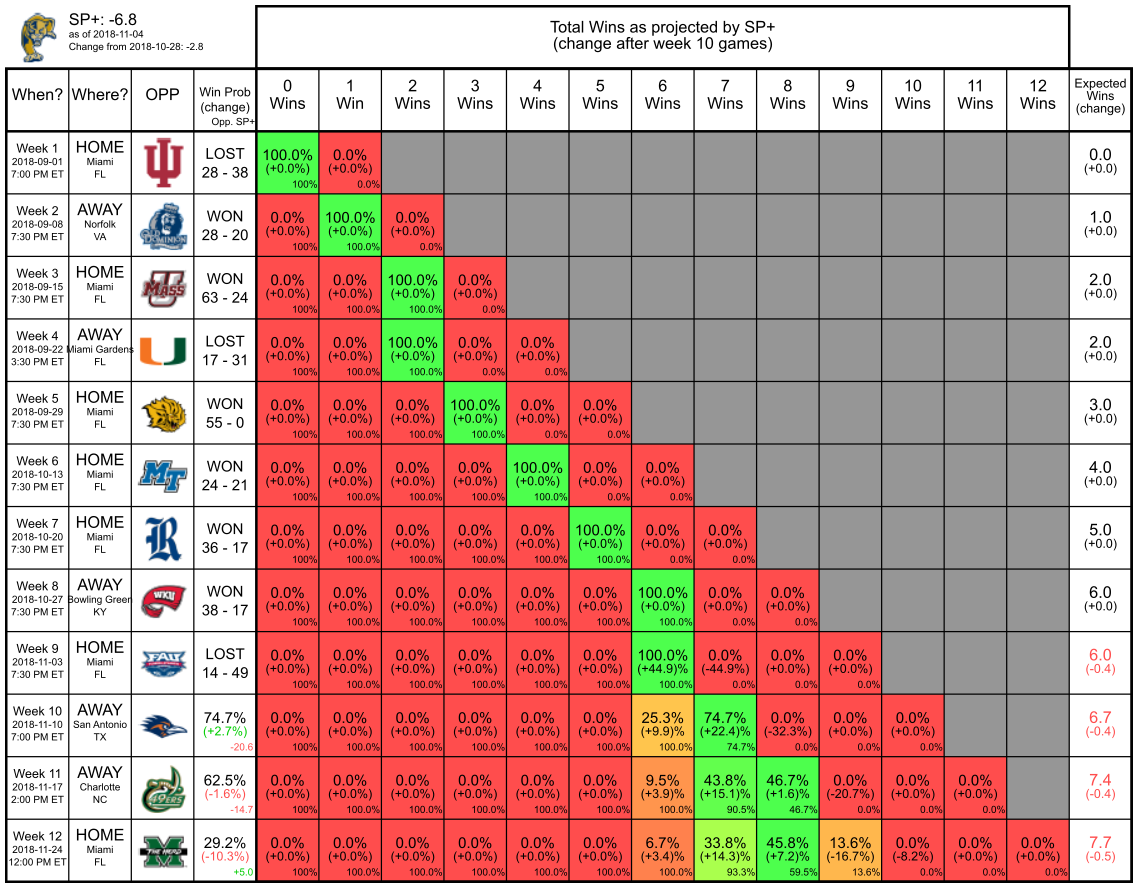 SP+: -6.8
as of 2018-11-04
Change from 2018-10-28: -2.8
Total Wins as projected by SP+
(change after week 10 games)
When? Where? OPP Win Prob 0 1 2 3 4 5 6 7 8 9 10 11 12 Expected
(change) Wins Win Wins Wins Wins Wins Wins Wins Wins Wins Wins Wins Wins Wins
Opp. SP+ (change)
Week 1 HOME LOST 100.0% 0.0% 0.0
2018-09-01 Miami (+0.0%) (+0.0%) (+0.0)
7:00 PM ET FL 28 - 38 100% 0.0%
Week 2 AWAY WON 0.0% 100.0% 0.0% 1.0
2018-09-08 Norfolk OLD DOMINION (+0.0%) (+0.0%) (+0.0%) (+0.0)
7:30 PM ET VA 28 - 20 100% 100.0% 0.0%
Week 3 HOME WON 0.0% 0.0% 100.0% 0.0% 2.0
2018-09-15 Miami MASS (+0.0%) (+0.0%) (+0.0%) (+0.0%) (+0.0)
7:30 PM ET FL 63 - 24 100% 100.0% 100.0% 0.0%
Week 4 AWAY LOST 0.0% 0.0% 100.0% 0.0% 0.0% 2.0
2018-09-22 Miami Gardens U (+0.0%) (+0.0%) (+0.0%) (+0.0%) (+0.0%) (+0.0)
3:30 PM ET FL 17 - 31 100% 100.0% 100.0% 0.0% 0.0%
Week 5 HOME WON 0.0% 0.0% 0.0% 100.0% 0.0% 0.0% 3.0
2018-09-29 Miami (+0.0%) (+0.0%) (+0.0%) (+0.0%) (+0.0%) (+0.0%) (+0.0)
7:30 PM ET FL 55 - 0 100% 100.0% 100.0% 100.0% 0.0% 0.0%
Week 6 HOME WON 0.0% 0.0% 0.0% 0.0% 100.0% 0.0% 0.0% 4.0
2018-10-13 Miami MT (+0.0%) (+0.0%) (+0.0%) (+0.0%) (+0.0%) (+0.0%) (+0.0%) (+0.0)
7:30 PM ET FL 24 - 21 100% 100.0% 100.0% 100.0% 100.0% 0.0% 0.0%
Week 7 HOME WON 0.0% 0.0% 0.0% 0.0% 0.0% 100.0% 0.0% 0.0% 5.0
2018-10-20 Miami R (+0.0%) (+0.0%) (+0.0%) (+0.0%) (+0.0%) (+0.0%) (+0.0%) (+0.0%) (+0.0)
7:30 PM ET FL 36 - 17 100% 100.0% 100.0% 100.0% 100.0% 100.0% 0.0% 0.0%
Week 8 AWAY WON 0.0% 0.0% 0.0% 0.0% 0.0% 0.0% 100.0% 0.0% 0.0% 6.0
2018-10-27 Bowling Green WKU (+0.0%) (+0.0%) (+0.0%) (+0.0%) (+0.0%) (+0.0%) (+0.0%) (+0.0%) (+0.0%) (+0.0)
7:30 PM ET KY 38 - 17 100% 100.0% 100.0% 100.0% 100.0% 100.0% 100.0% 0.0% 0.0%
Week 9 HOME LOST 0.0% 0.0% 0.0% 0.0% 0.0% 0.0% 100.0% 0.0% 0.0% 0.0% 6.0
2018-11-03 Miami FAU (+0.0%) (+0.0%) (+0.0%) (+0.0%) (+0.0%) (+0.0%) (+44.9)% (-44.9%) (+0.0%) (+0.0%) (-0.4)
7:30 PM ET FL 14 - 49 100% 100.0% 100.0% 100.0% 100.0% 100.0% 100.0% 0.0% 0.0% 0.0%
Week 10 AWAY 74.7% 0.0% 0.0% 0.0% 0.0% 0.0% 0.0% 25.3% 74.7% 0.0% 0.0% 0.0% 6.7
2018-11-10 San Antonio (+2.7%) (+0.0%) (+0.0%) (+0.0%) (+0.0%) (+0.0%) (+0.0%) (+9.9)% (+22.4)% (-32.3%) (+0.0%) (+0.0%) (-0.4)
7:00 PM ET TX -20.6 100% 100.0% 100.0% 100.0% 100.0% 100.0% 100.0% 74.7% 0.0% 0.0% 0.0%
Week 11 AWAY 62.5% 0.0% 0.0% 0.0% 0.0% 0.0% 0.0% 9.5% 43.8% 46.7% 0.0% 0.0% 0.0% 7.4
2018-11-17 Charlotte 49ERS (-1.6%) (+0.0%) (+0.0%) (+0.0%) (+0.0%) (+0.0%) (+0.0%) (+3.9)% (+15.1)% (+1.6)% (-20.7%) (+0.0%) (+0.0%) (-0.4)
2:00 PM ET NC -14.7 100% 100.0% 100.0% 100.0% 100.0% 100.0% 100.0% 90.5% 46.7% 0.0% 0.0% 0.0%
Week 12 HOME 29.2% 0.0% 0.0% 0.0% 0.0% 0.0% 0.0% 6.7% 33.8% 45.8% 13.6% 0.0% 0.0% 0.0% 7.7
2018-11-24 Miami THE HERD (-10.3%) (+0.0%) (+0.0%) (+0.0%) (+0.0%) (+0.0%) (+0.0%) (+3.4)% (+14.3)% (+7.2)% (-16.7%) (-8.2%) (+0.0%) (+0.0%) (-0.5)
12:00 PM ET FL +5.0 100% 100.0% 100.0% 100.0% 100.0% 100.0% 100.0% 93.3% 59.5% 13.6% 0.0% 0.0% 0.0%